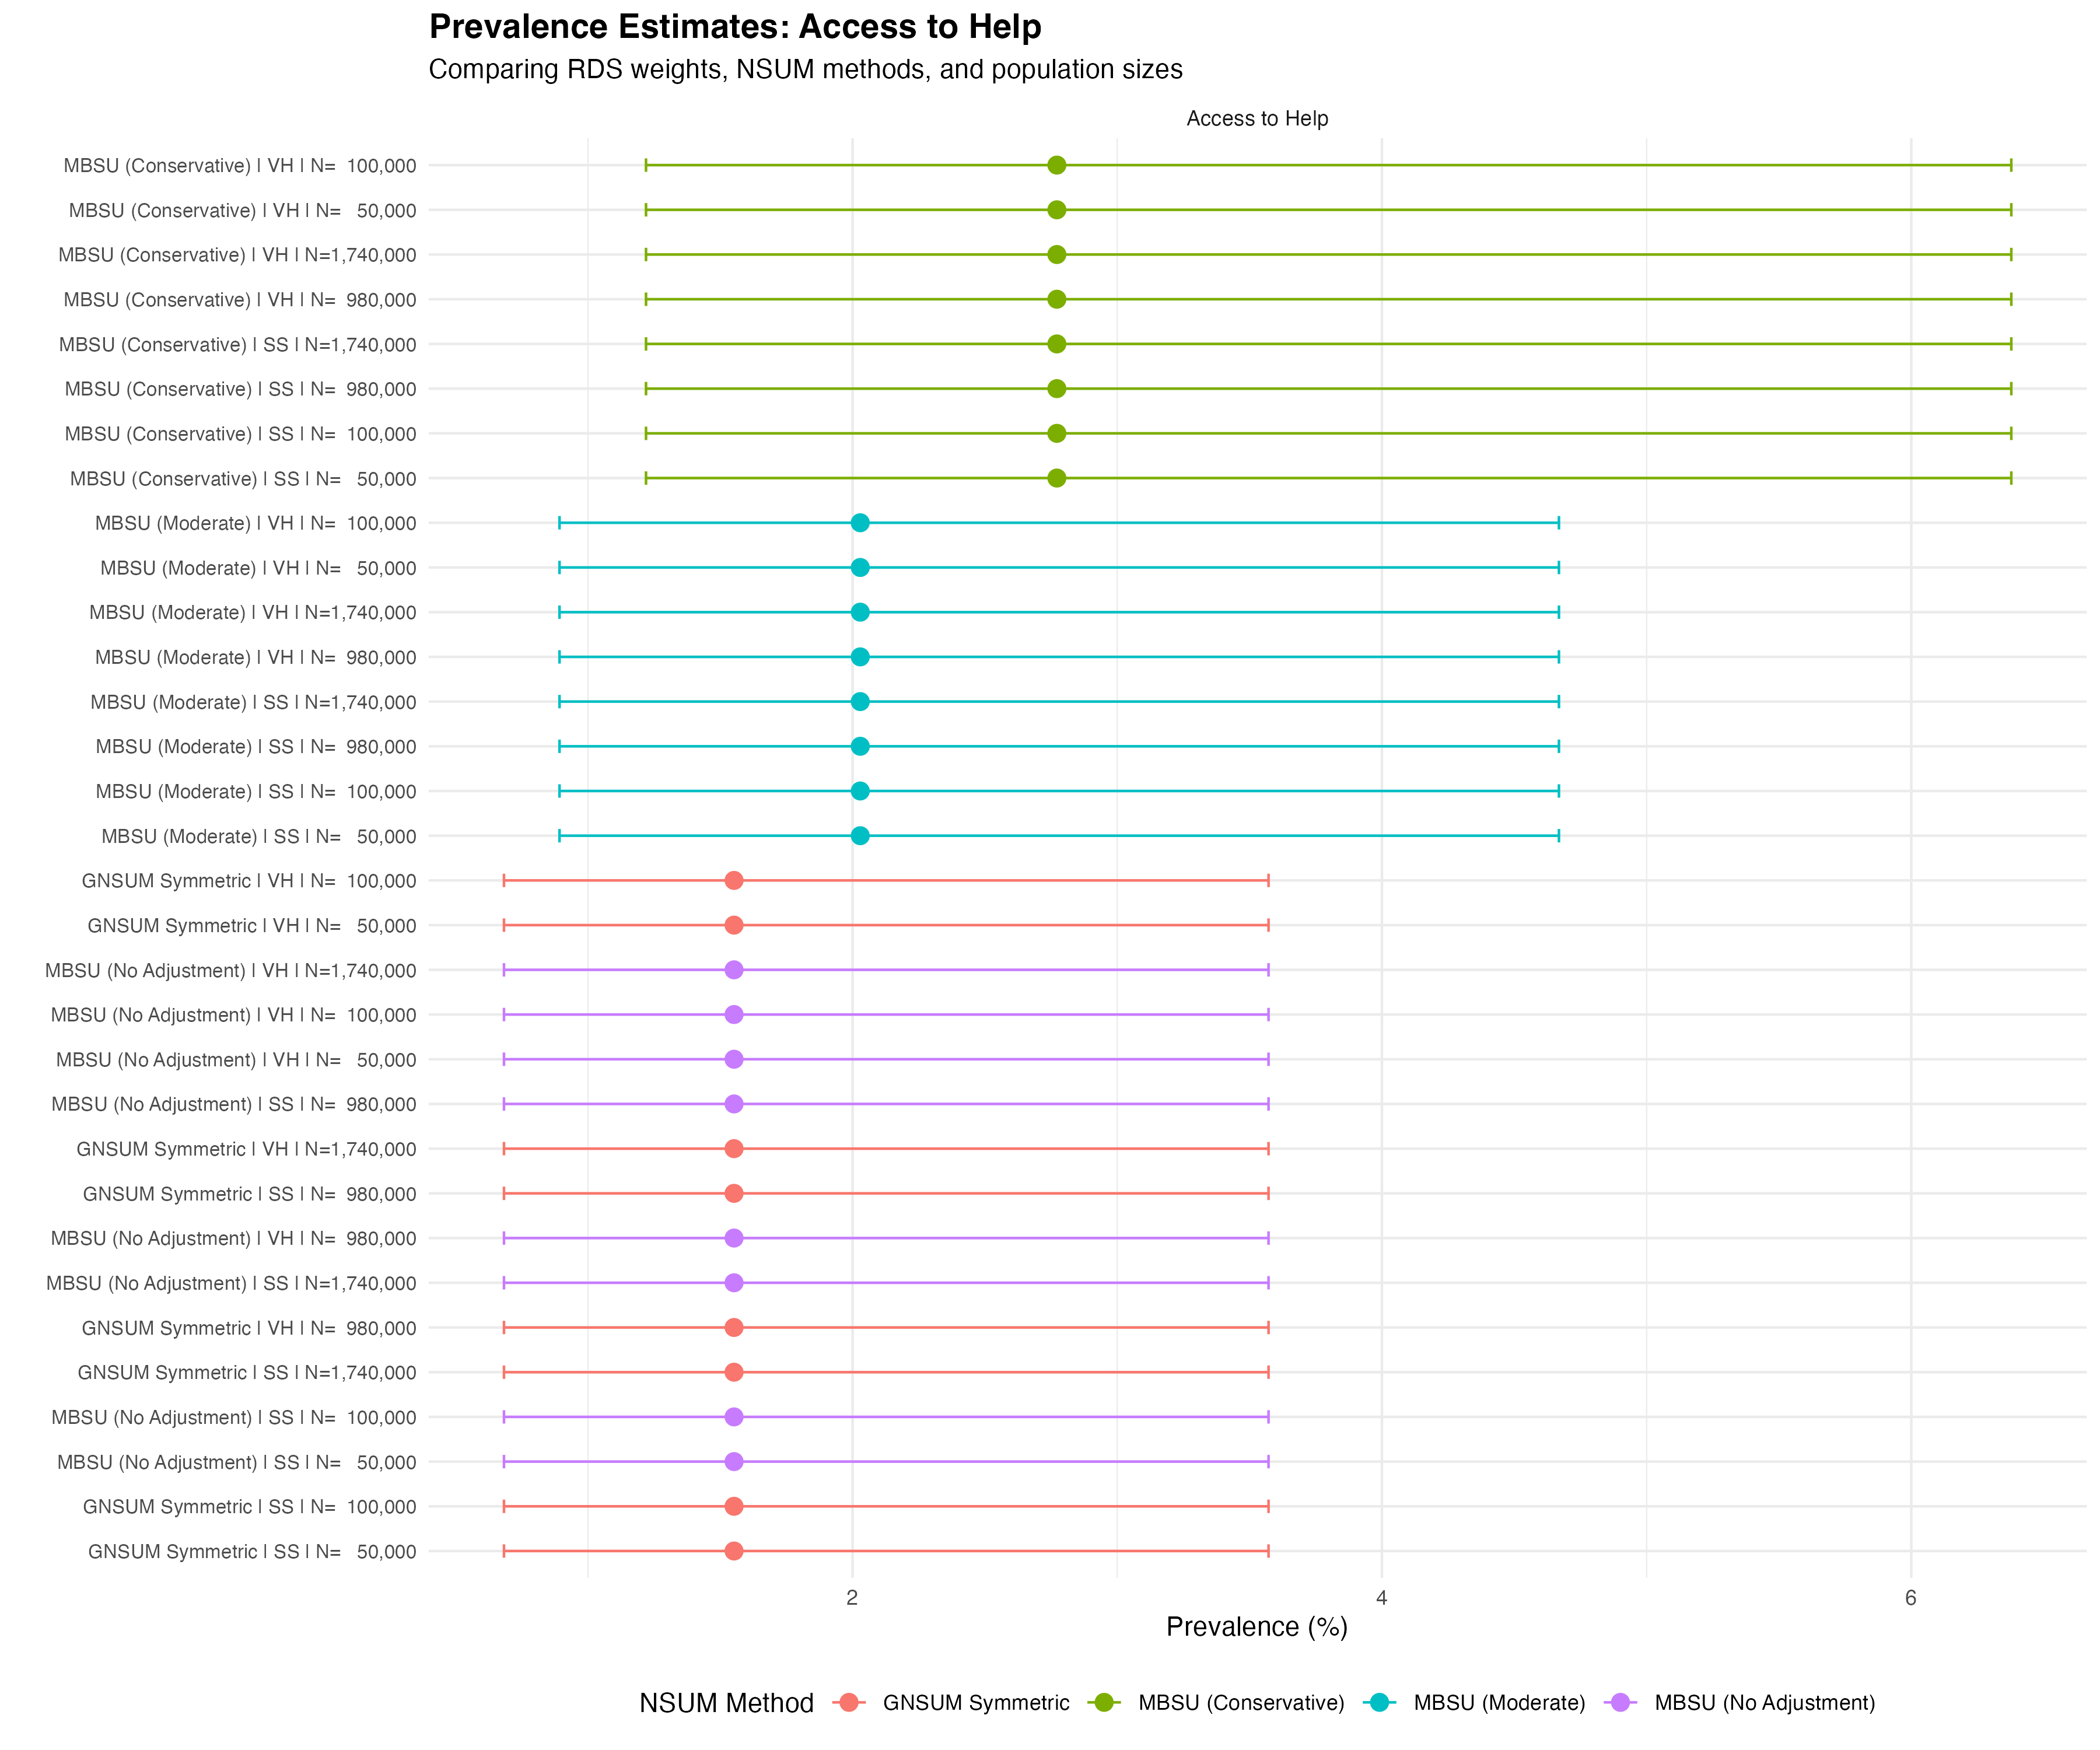 Prevalence Estimates: Access to Help
Comparing RDS weights, NSUM methods, and population sizes
Access to Help
MBSU (Conservative) | VH | N=  100,000
MBSU (Conservative) | VH | N=   50,000
MBSU (Conservative) | VH | N=1,740,000
MBSU (Conservative) | VH | N=  980,000
MBSU (Conservative) | SS | N=1,740,000
MBSU (Conservative) | SS | N=  980,000
MBSU (Conservative) | SS | N=  100,000
MBSU (Conservative) | SS | N=   50,000
MBSU (Moderate) | VH | N=  100,000
MBSU (Moderate) | VH | N=   50,000
MBSU (Moderate) | VH | N=1,740,000
MBSU (Moderate) | VH | N=  980,000
MBSU (Moderate) | SS | N=1,740,000
MBSU (Moderate) | SS | N=  980,000
MBSU (Moderate) | SS | N=  100,000
MBSU (Moderate) | SS | N=   50,000
GNSUM Symmetric | VH | N=  100,000
GNSUM Symmetric | VH | N=   50,000
MBSU (No Adjustment) | VH | N=1,740,000
MBSU (No Adjustment) | VH | N=  100,000
MBSU (No Adjustment) | VH | N=   50,000
MBSU (No Adjustment) | SS | N=  980,000
GNSUM Symmetric | VH | N=1,740,000
GNSUM Symmetric | SS | N=  980,000
MBSU (No Adjustment) | VH | N=  980,000
MBSU (No Adjustment) | SS | N=1,740,000
GNSUM Symmetric | VH | N=  980,000
GNSUM Symmetric | SS | N=1,740,000
MBSU (No Adjustment) | SS | N=  100,000
MBSU (No Adjustment) | SS | N=   50,000
GNSUM Symmetric | SS | N=  100,000
GNSUM Symmetric | SS | N=   50,000
2 4 6
Prevalence (%)
NSUM Method GNSUM Symmetric MBSU (Conservative) MBSU (Moderate) MBSU (No Adjustment)